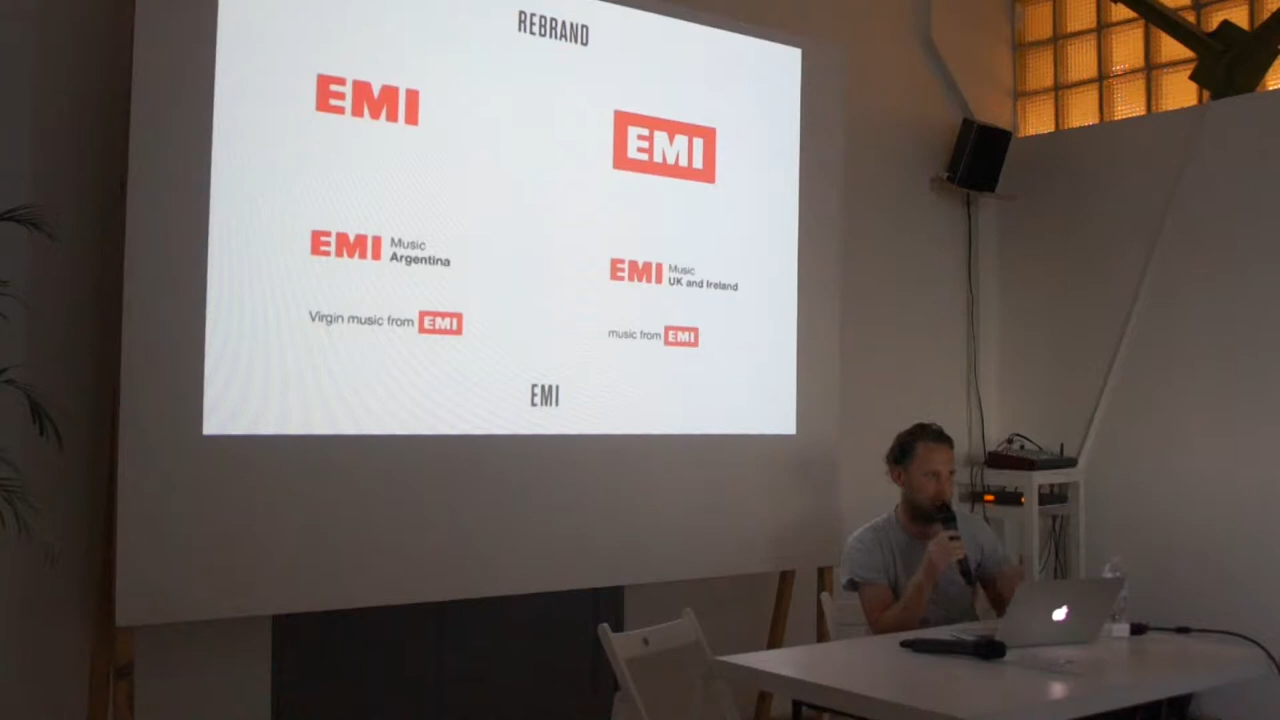 REBRAND
EMI
EMI
EMI Music
Argentina
EMI Music
UK and Ireland
Virgin music from EMI
music from EMI
EMI